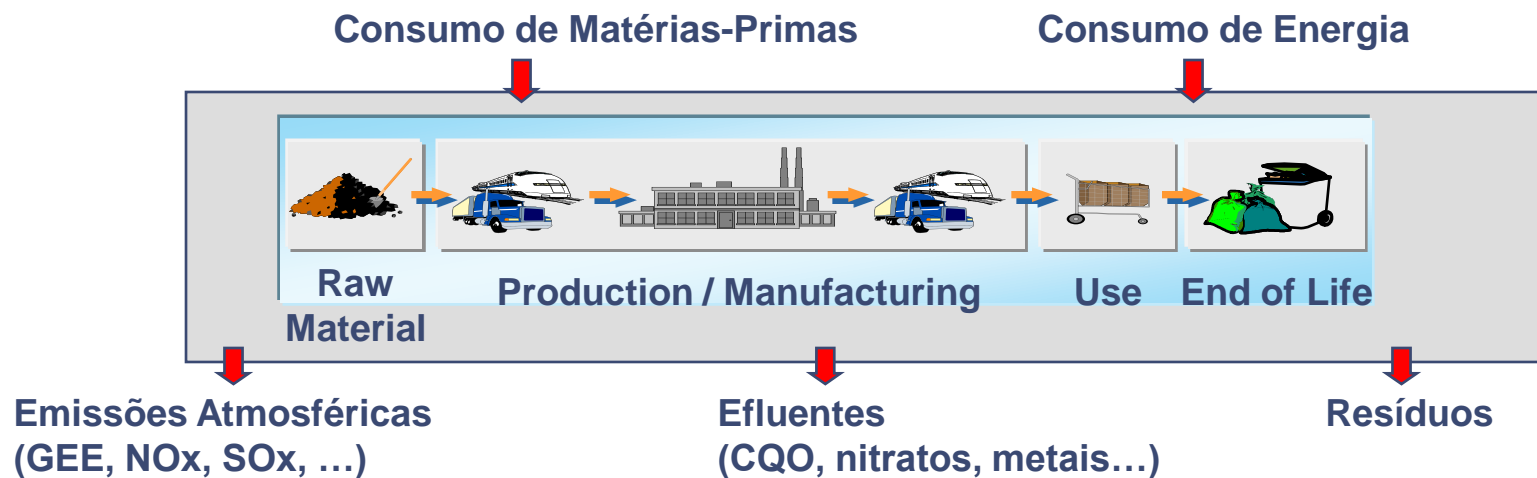 Consumo de Matérias-Primas
Consumo de Energia
Raw
Material
Production / Manufacturing
Use
End of Life
Emissões Atmosféricas
(GEE, NOx, SOx, …)
Efluentes
(CQO, nitratos, metais…)
Resíduos